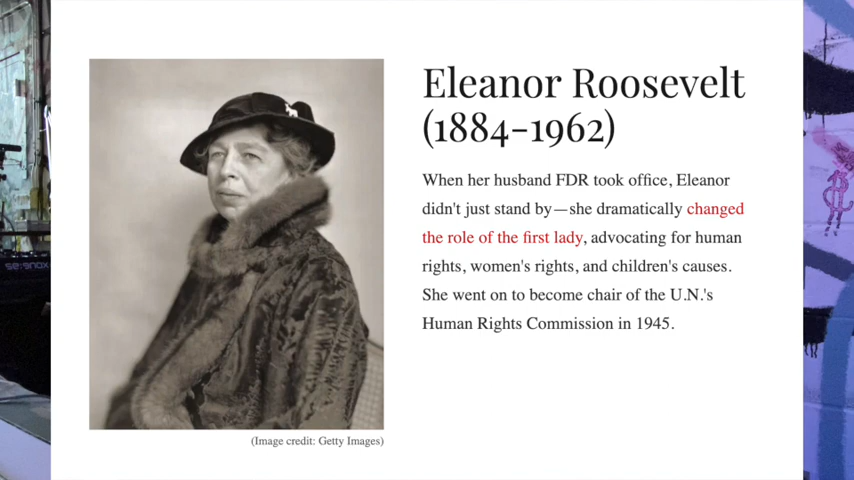 Eleanor Roosevelt
(1884-1962)
When her husband FDR took office, Eleanor
didn't just stand by—she dramatically changed
the role of the first lady, advocating for human
rights, women's rights, and children's causes.
She went on to become chair of the U.N.'s
Human Rights Commission in 1945.
(Image credit: Getty Images)